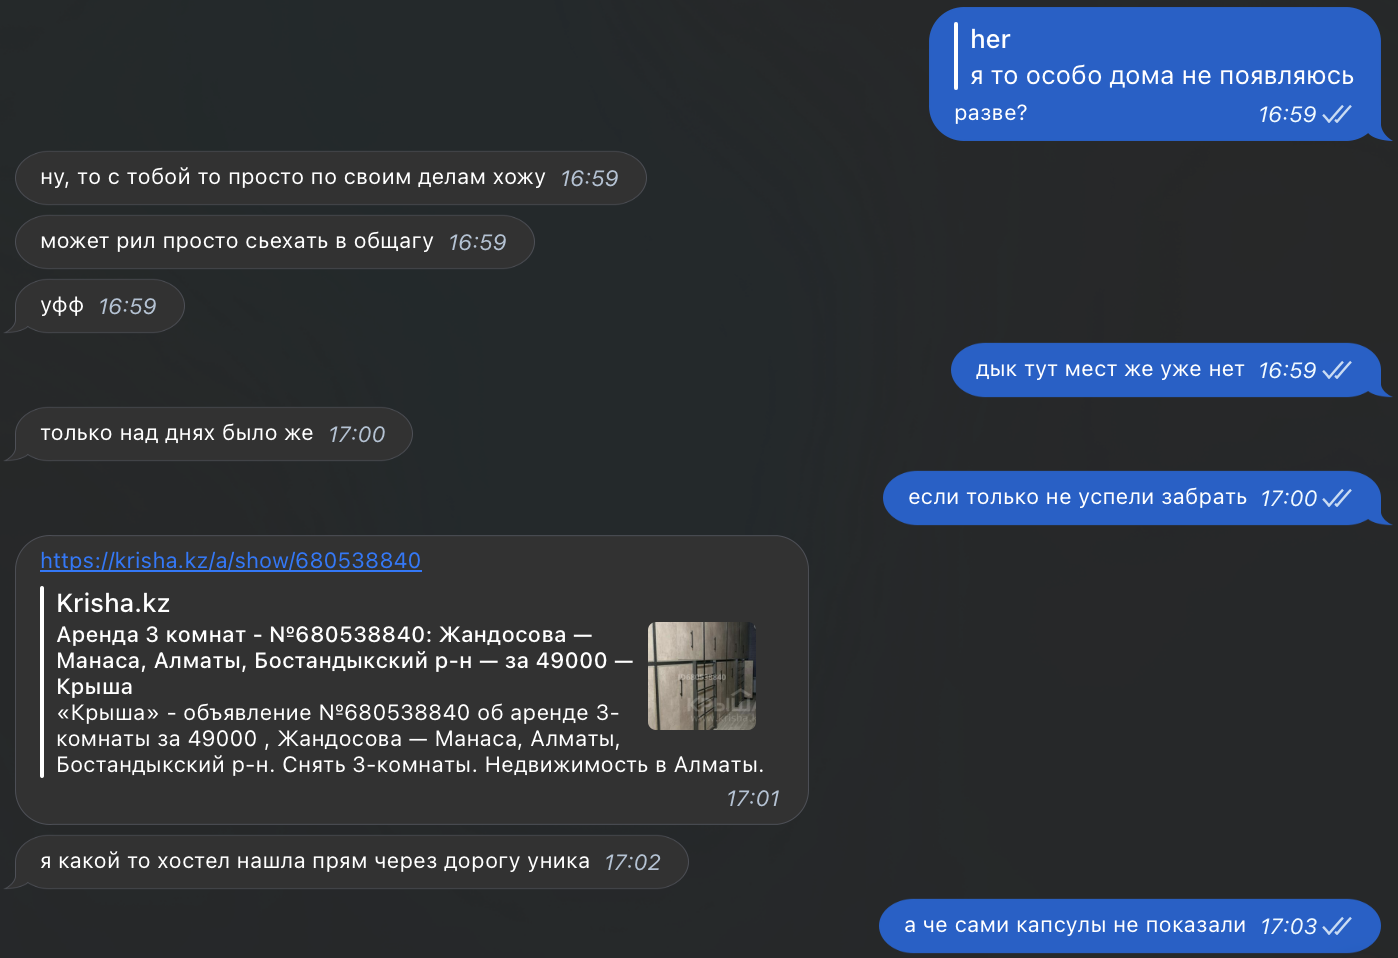 her
я то особо дома не появляюсь
разве? 16:59
ну, то с тобой то просто по своим делам хожу 16:59
может рил просто сьехать в общагу 16:59
уфф 16:59
дык тут мест же уже нет 16:59
только над днях было же 17:00
если только не успели забрать 17:00
https://krisha.kz/a/show/680538840
Krisha.kz
Аренда 3 комнат - №680538840: Жандосова —
Манаса, Алматы, Бостандыкский р-н — за 49000 —
Крыша
«Крыша» - объявление №680538840 об аренде 3-
комнаты за 49000 , Жандосова — Манаса, Алматы,
Бостандыкский р-н. Снять 3-комнаты. Недвижимость в Алматы.
17:01
я какой то хостел нашла прям через дорогу уника 17:02
а че сами капсулы не показали 17:03